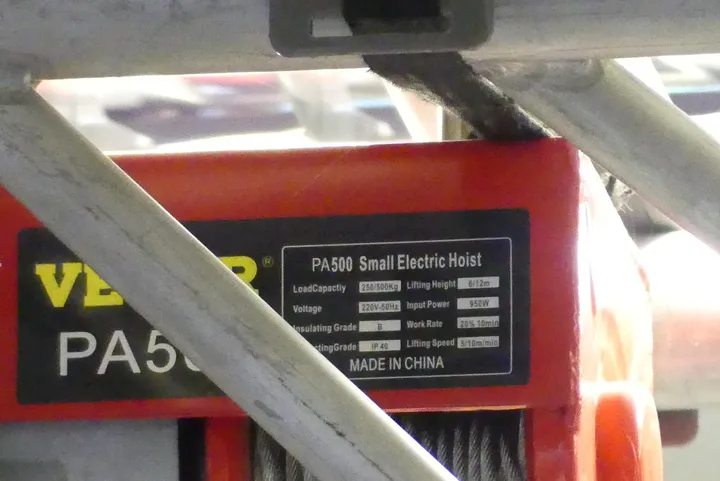 PA500 Small Electric Hoist
LoadCapactiy 250/500Kg Lifting Height 6/12m
Voltage 220V-50Hz Input Power 950W
Insulating Grade B Work Rate 20% 10min
Grade IP 40 Lifting Speed 5/10m/min
MADE IN CHINA